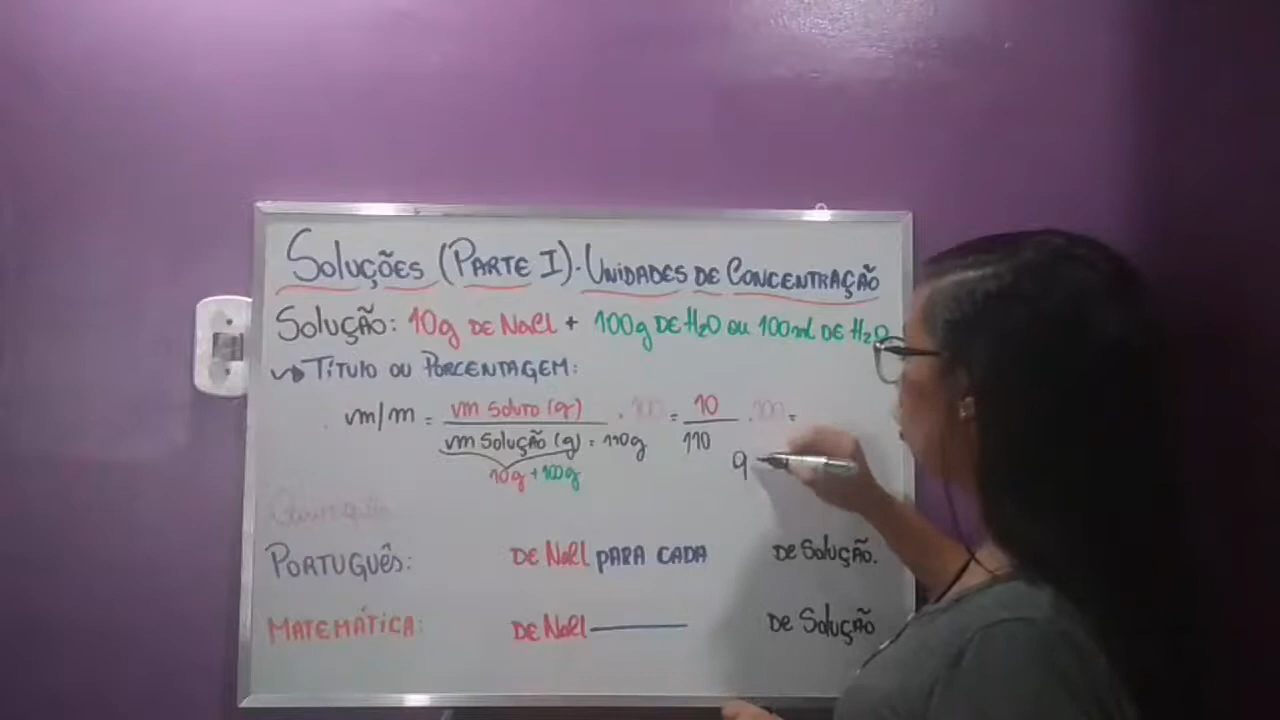 Soluções (Parte I). Unidades de Concentração
Solução: 10g de NaCl + 100g de H2O ou 100ml de H2O
Título ou Porcentagem:
m/m = m soluto (g) / m solução (g) = 110g . 100 = 10 / 110 . 100 =
10g + 100g
9
Português: de NaCl para cada de solução.
Matemática: de NaCl de solução